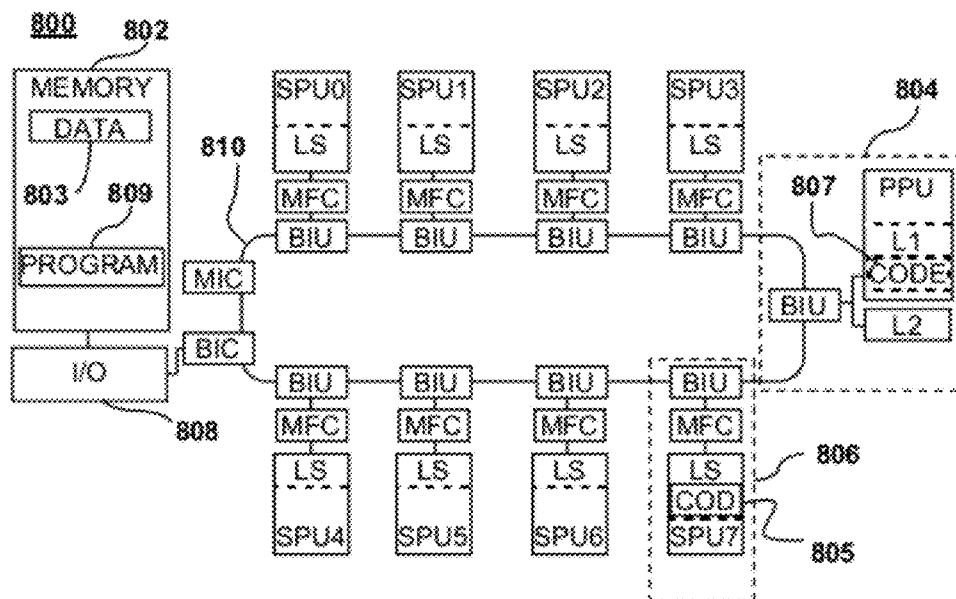 800
802
MEMORY
DATA
803
809
PROGRAM
I/O
808
810
MIC
BIC
SPU0 SPU1 SPU2 SPU3
LS LS LS LS
MFC MFC MFC MFC
BIU BIU BIU BIU
804
807
PPU
L1
CODE
BIU
L2
BIU BIU BIU BIU
MFC MFC MFC MFC
LS LS LS LS
COD
SPU4 SPU5 SPU6 SPU7
806
805